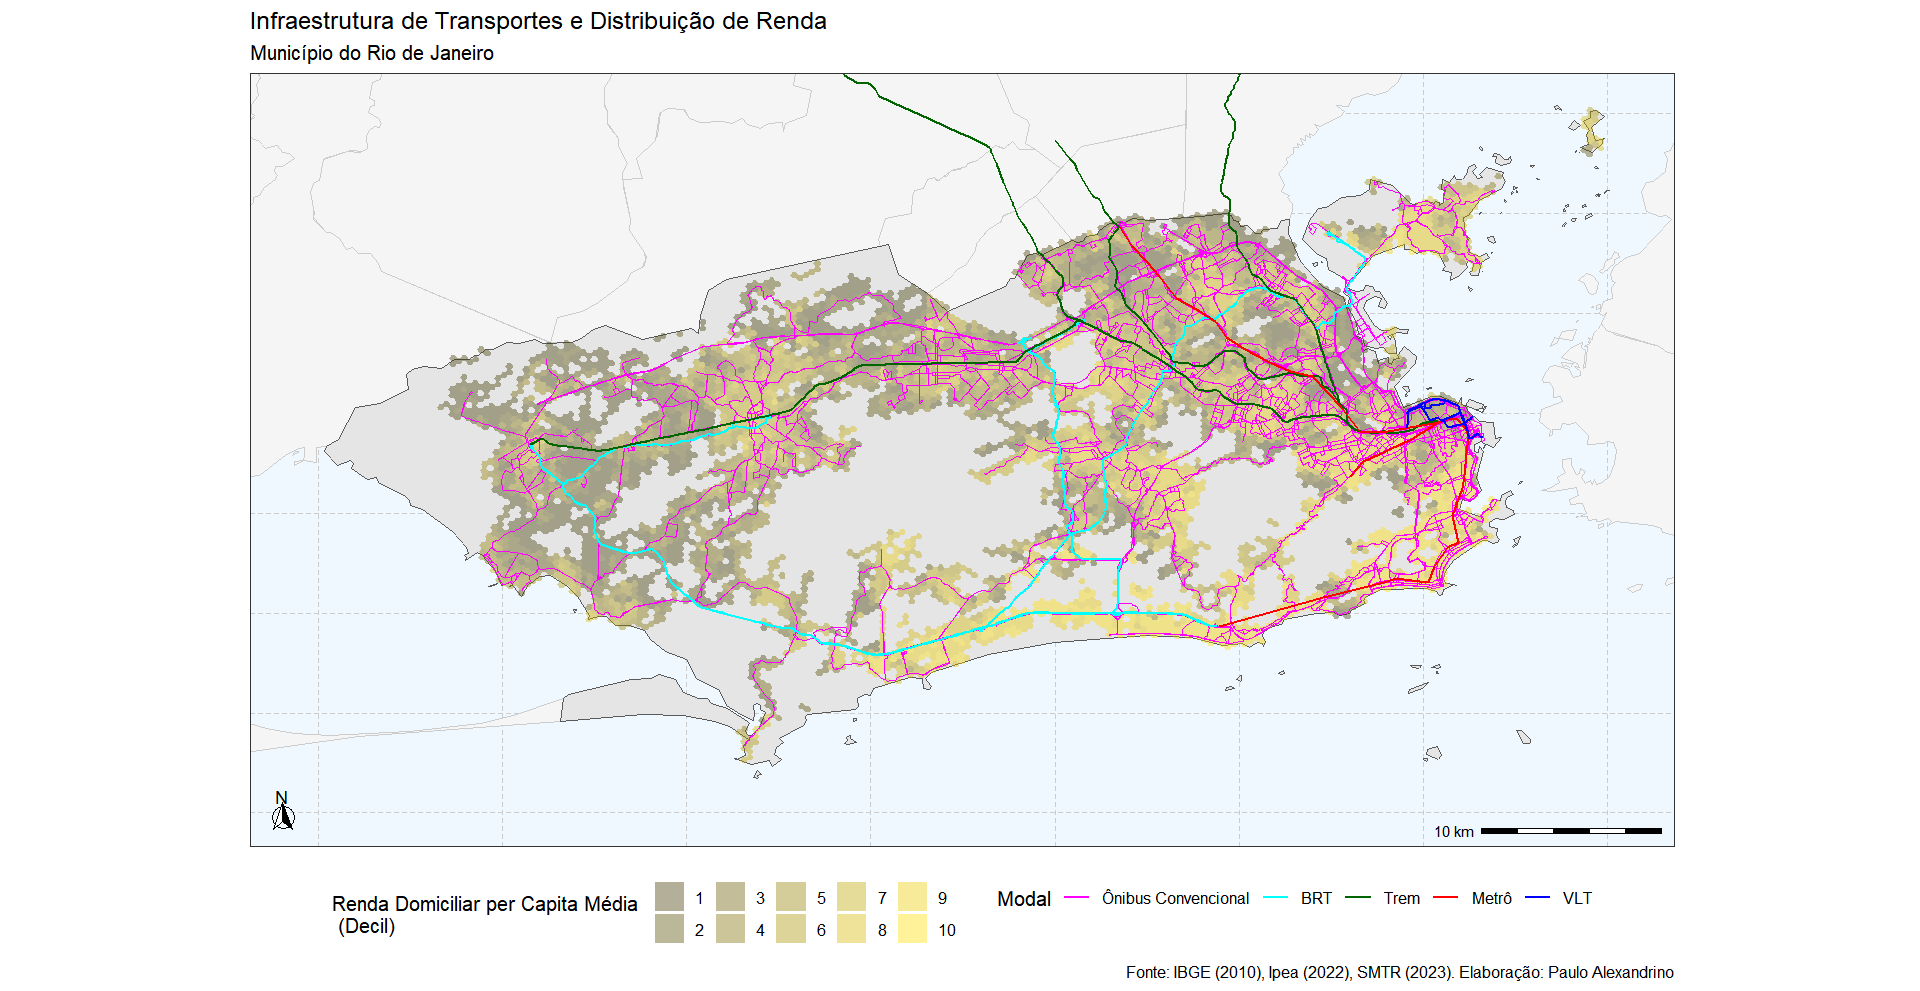 Infraestrutura de Transportes e Distribuição de Renda
Município do Rio de Janeiro
N
10 km
Renda Domiciliar per Capita Média
(Decil)
1 3 5 7 9
2 4 6 8 10
Modal Ônibus Convencional BRT Trem Metrô VLT
Fonte: IBGE (2010), Ipea (2022), SMTR (2023). Elaboração: Paulo Alexandrino